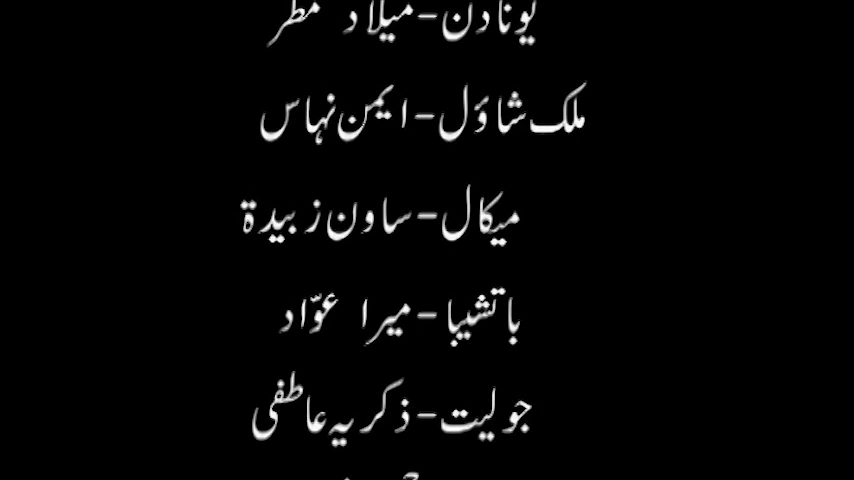 یونادن-میلاد مطر
ملک شاؤل-ایمن نہاس
میکال-ساون زبیدۃ
باتشیبا-میرا عوّاد
جولیت-ذکریہ عاطفی